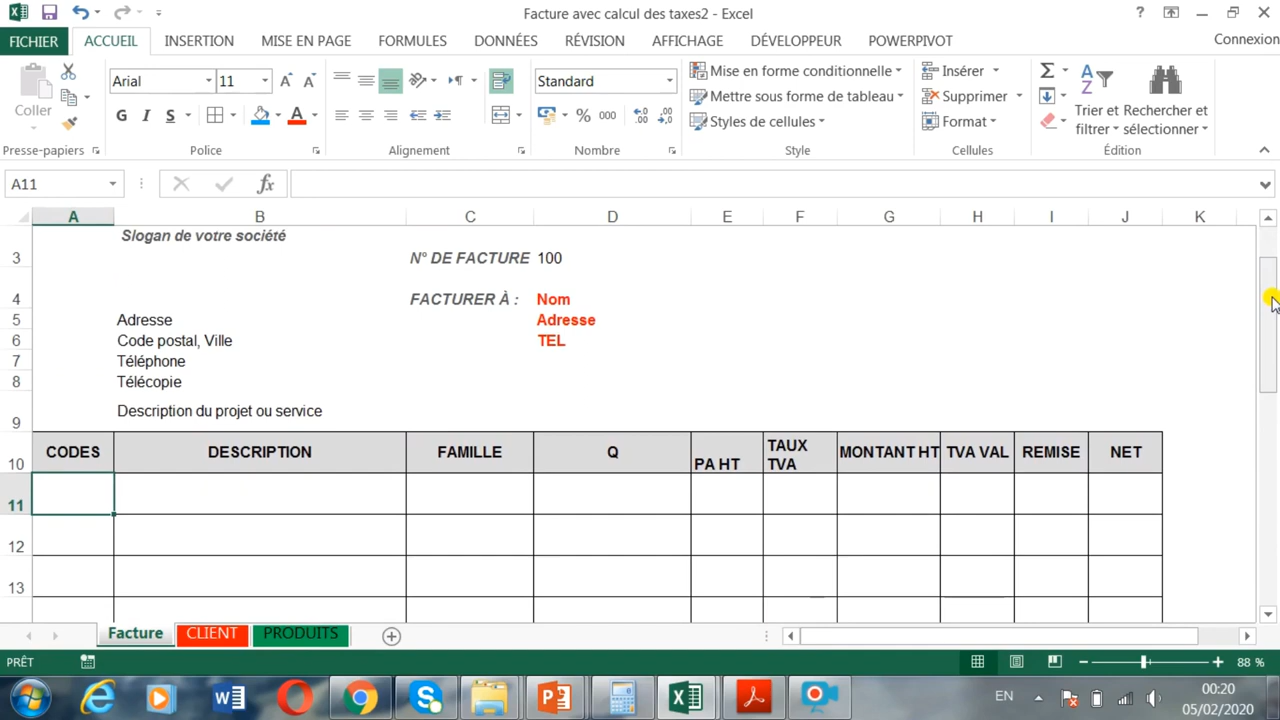 Facture avec calcul des taxes2 - Excel
?
FICHIER ACCUEIL INSERTION MISE EN PAGE FORMULES DONNÉES RÉVISION AFFICHAGE DÉVELOPPEUR POWERPIVOT Connexion
Coller
Arial 11
G I S A
Standard
% 000
Mise en forme conditionnelle
Mettre sous forme de tableau
Styles de cellules
Insérer
Supprimer
Format
Trier et filtrer
Rechercher et sélectionner
Presse-papiers Police Alignement Nombre Style Cellules Édition
A11 fx
A B C D E F G H I J K
Slogan de votre société
3 N° DE FACTURE 100
4 FACTURER À : Nom
5 Adresse Adresse
6 Code postal, Ville TEL
7 Téléphone
8 Télécopie
9 Description du projet ou service
10 CODES DESCRIPTION FAMILLE Q PA HT TAUX TVA MONTANT HT TVA VAL REMISE NET
11
12
13
Facture CLIENT PRODUITS
PRÊT 88 %
EN 00:20
05/02/2020